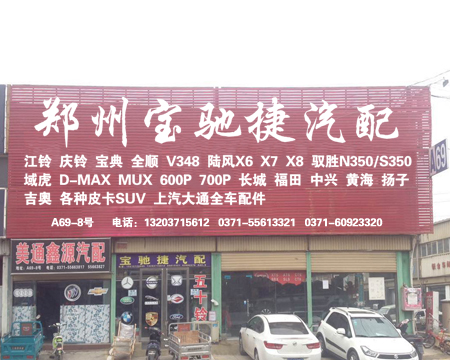 郑州宝驰捷汽配
江铃 庆铃 宝典 全顺 V348 陆风X6 X7 X8 驭胜N350/S350
域虎 D-MAX MUX 600P 700P 长城 福田 中兴 黄海 扬子
吉奥 各种皮卡SUV 上汽大通全车配件
A69-8号 电话：13203715612 0371-55613321 0371-60923320
A69
美通鑫源汽配
宝驰捷汽配
五十铃